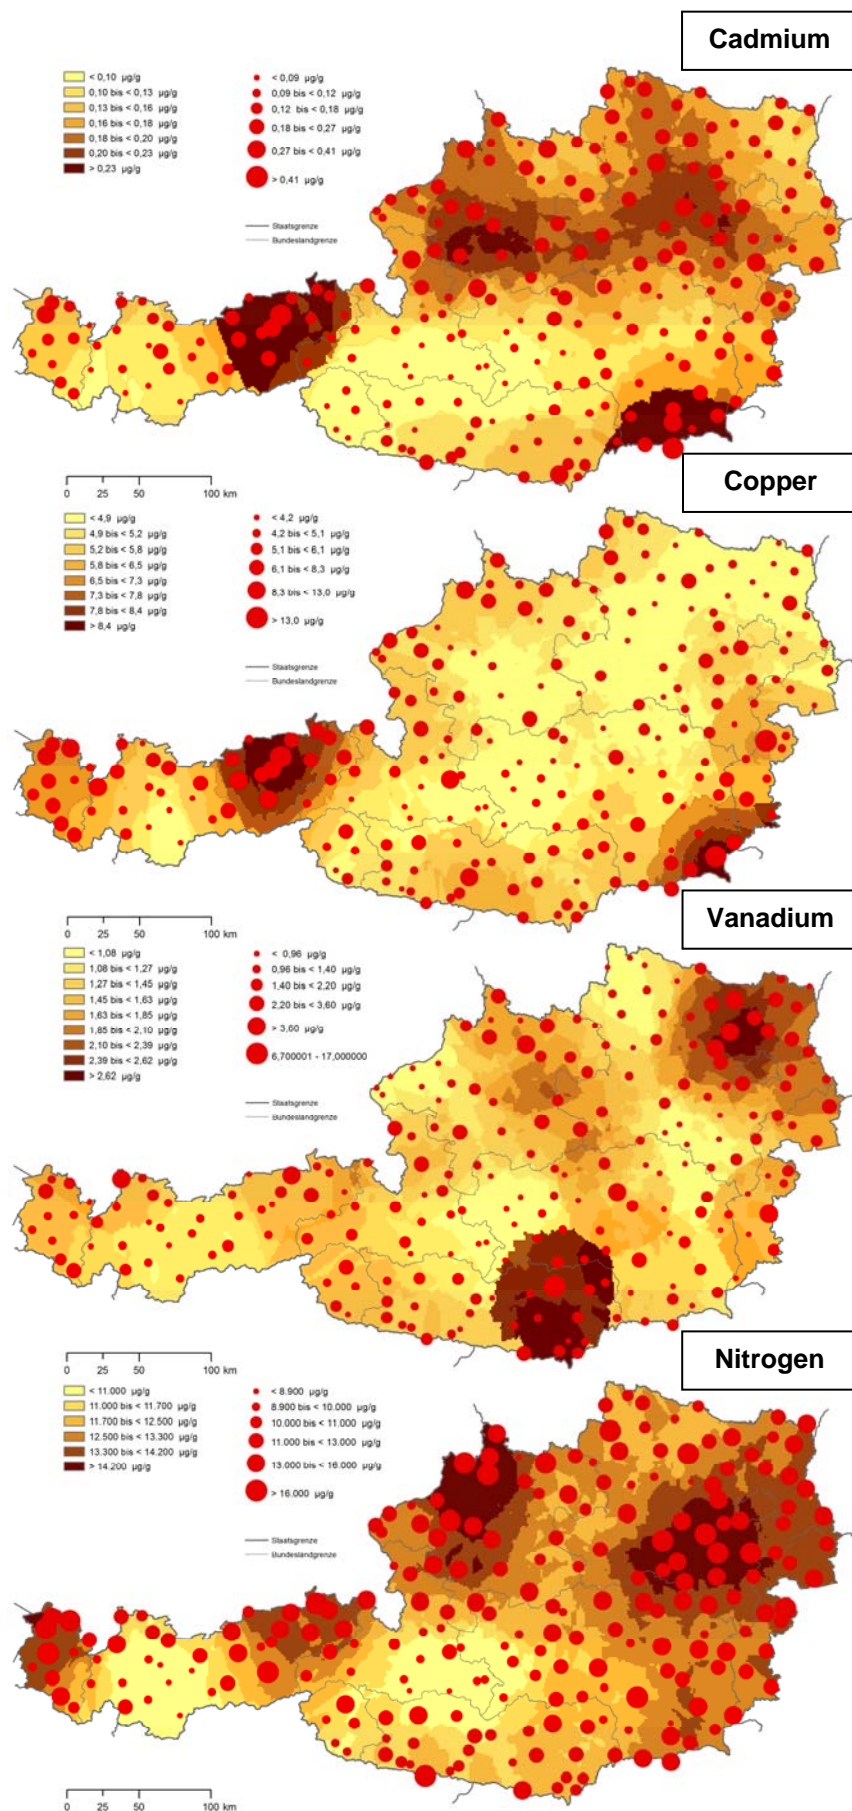 Cadmium
< 0,10 µg/g
0,10 bis < 0,13 µg/g
0,13 bis < 0,16 µg/g
0,16 bis < 0,18 µg/g
0,18 bis < 0,20 µg/g
0,20 bis < 0,23 µg/g
> 0,23 µg/g
< 0,09 µg/g
0,09 bis < 0,12 µg/g
0,12 bis < 0,18 µg/g
0,18 bis < 0,27 µg/g
0,27 bis < 0,41 µg/g
> 0,41 µg/g
Staatsgrenze
Bundeslandgrenze
0 25 50 100 km
Copper
< 4,9 µg/g
4,9 bis < 5,2 µg/g
5,2 bis < 5,8 µg/g
5,8 bis < 6,5 µg/g
6,5 bis < 7,3 µg/g
7,3 bis < 7,8 µg/g
7,8 bis < 8,4 µg/g
> 8,4 µg/g
< 4,2 µg/g
4,2 bis < 5,1 µg/g
5,1 bis < 6,1 µg/g
6,1 bis < 8,3 µg/g
8,3 bis < 13,0 µg/g
> 13,0 µg/g
Staatsgrenze
Bundeslandgrenze
0 25 50 100 km
Vanadium
< 1,08 µg/g
1,08 bis < 1,27 µg/g
1,27 bis < 1,45 µg/g
1,45 bis < 1,63 µg/g
1,63 bis < 1,85 µg/g
1,85 bis < 2,10 µg/g
2,10 bis < 2,39 µg/g
2,39 bis < 2,62 µg/g
> 2,62 µg/g
< 0,96 µg/g
0,96 bis < 1,40 µg/g
1,40 bis < 2,20 µg/g
2,20 bis < 3,60 µg/g
> 3,60 µg/g
6,700001 - 17,000000
Staatsgrenze
Bundeslandgrenze
0 25 50 100 km
Nitrogen
< 11.000 µg/g
11.000 bis < 11.700 µg/g
11.700 bis < 12.500 µg/g
12.500 bis < 13.300 µg/g
13.300 bis < 14.200 µg/g
> 14.200 µg/g
< 8.900 µg/g
8.900 bis < 10.000 µg/g
10.000 bis < 11.000 µg/g
11.000 bis < 13.000 µg/g
13.000 bis < 16.000 µg/g
> 16.000 µg/g
Staatsgrenze
Bundeslandgrenze
0 25 50 100 km